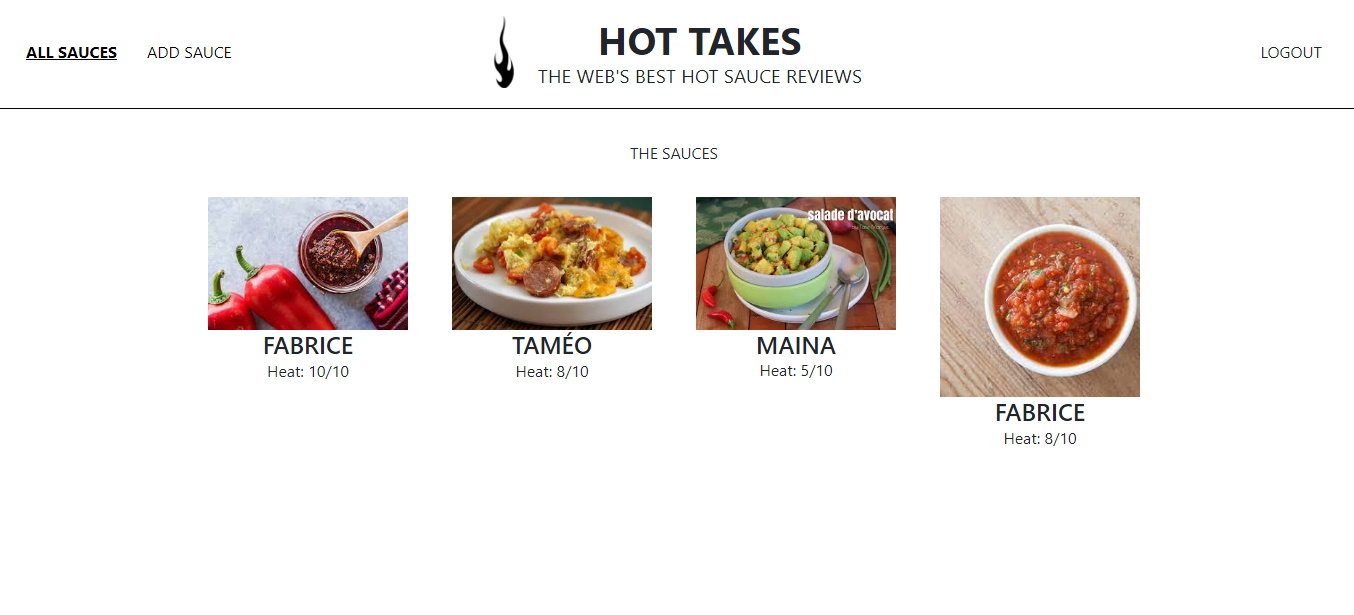 ALL SAUCES
ADD SAUCE
HOT TAKES
THE WEB'S BEST HOT SAUCE REVIEWS
LOGOUT
THE SAUCES
salade d'avocat
FABRICE
Heat: 10/10
TAMÉO
Heat: 8/10
MAINA
Heat: 5/10
FABRICE
Heat: 8/10